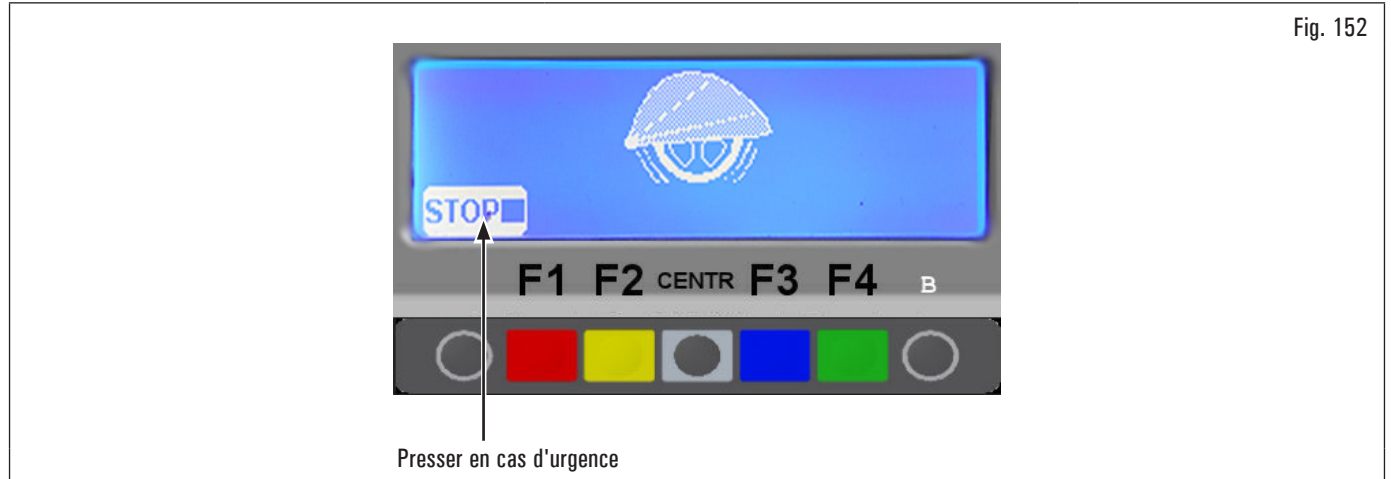 Fig. 152
STOP
F1 F2 CENTR F3 F4 B
Presser en cas d'urgence